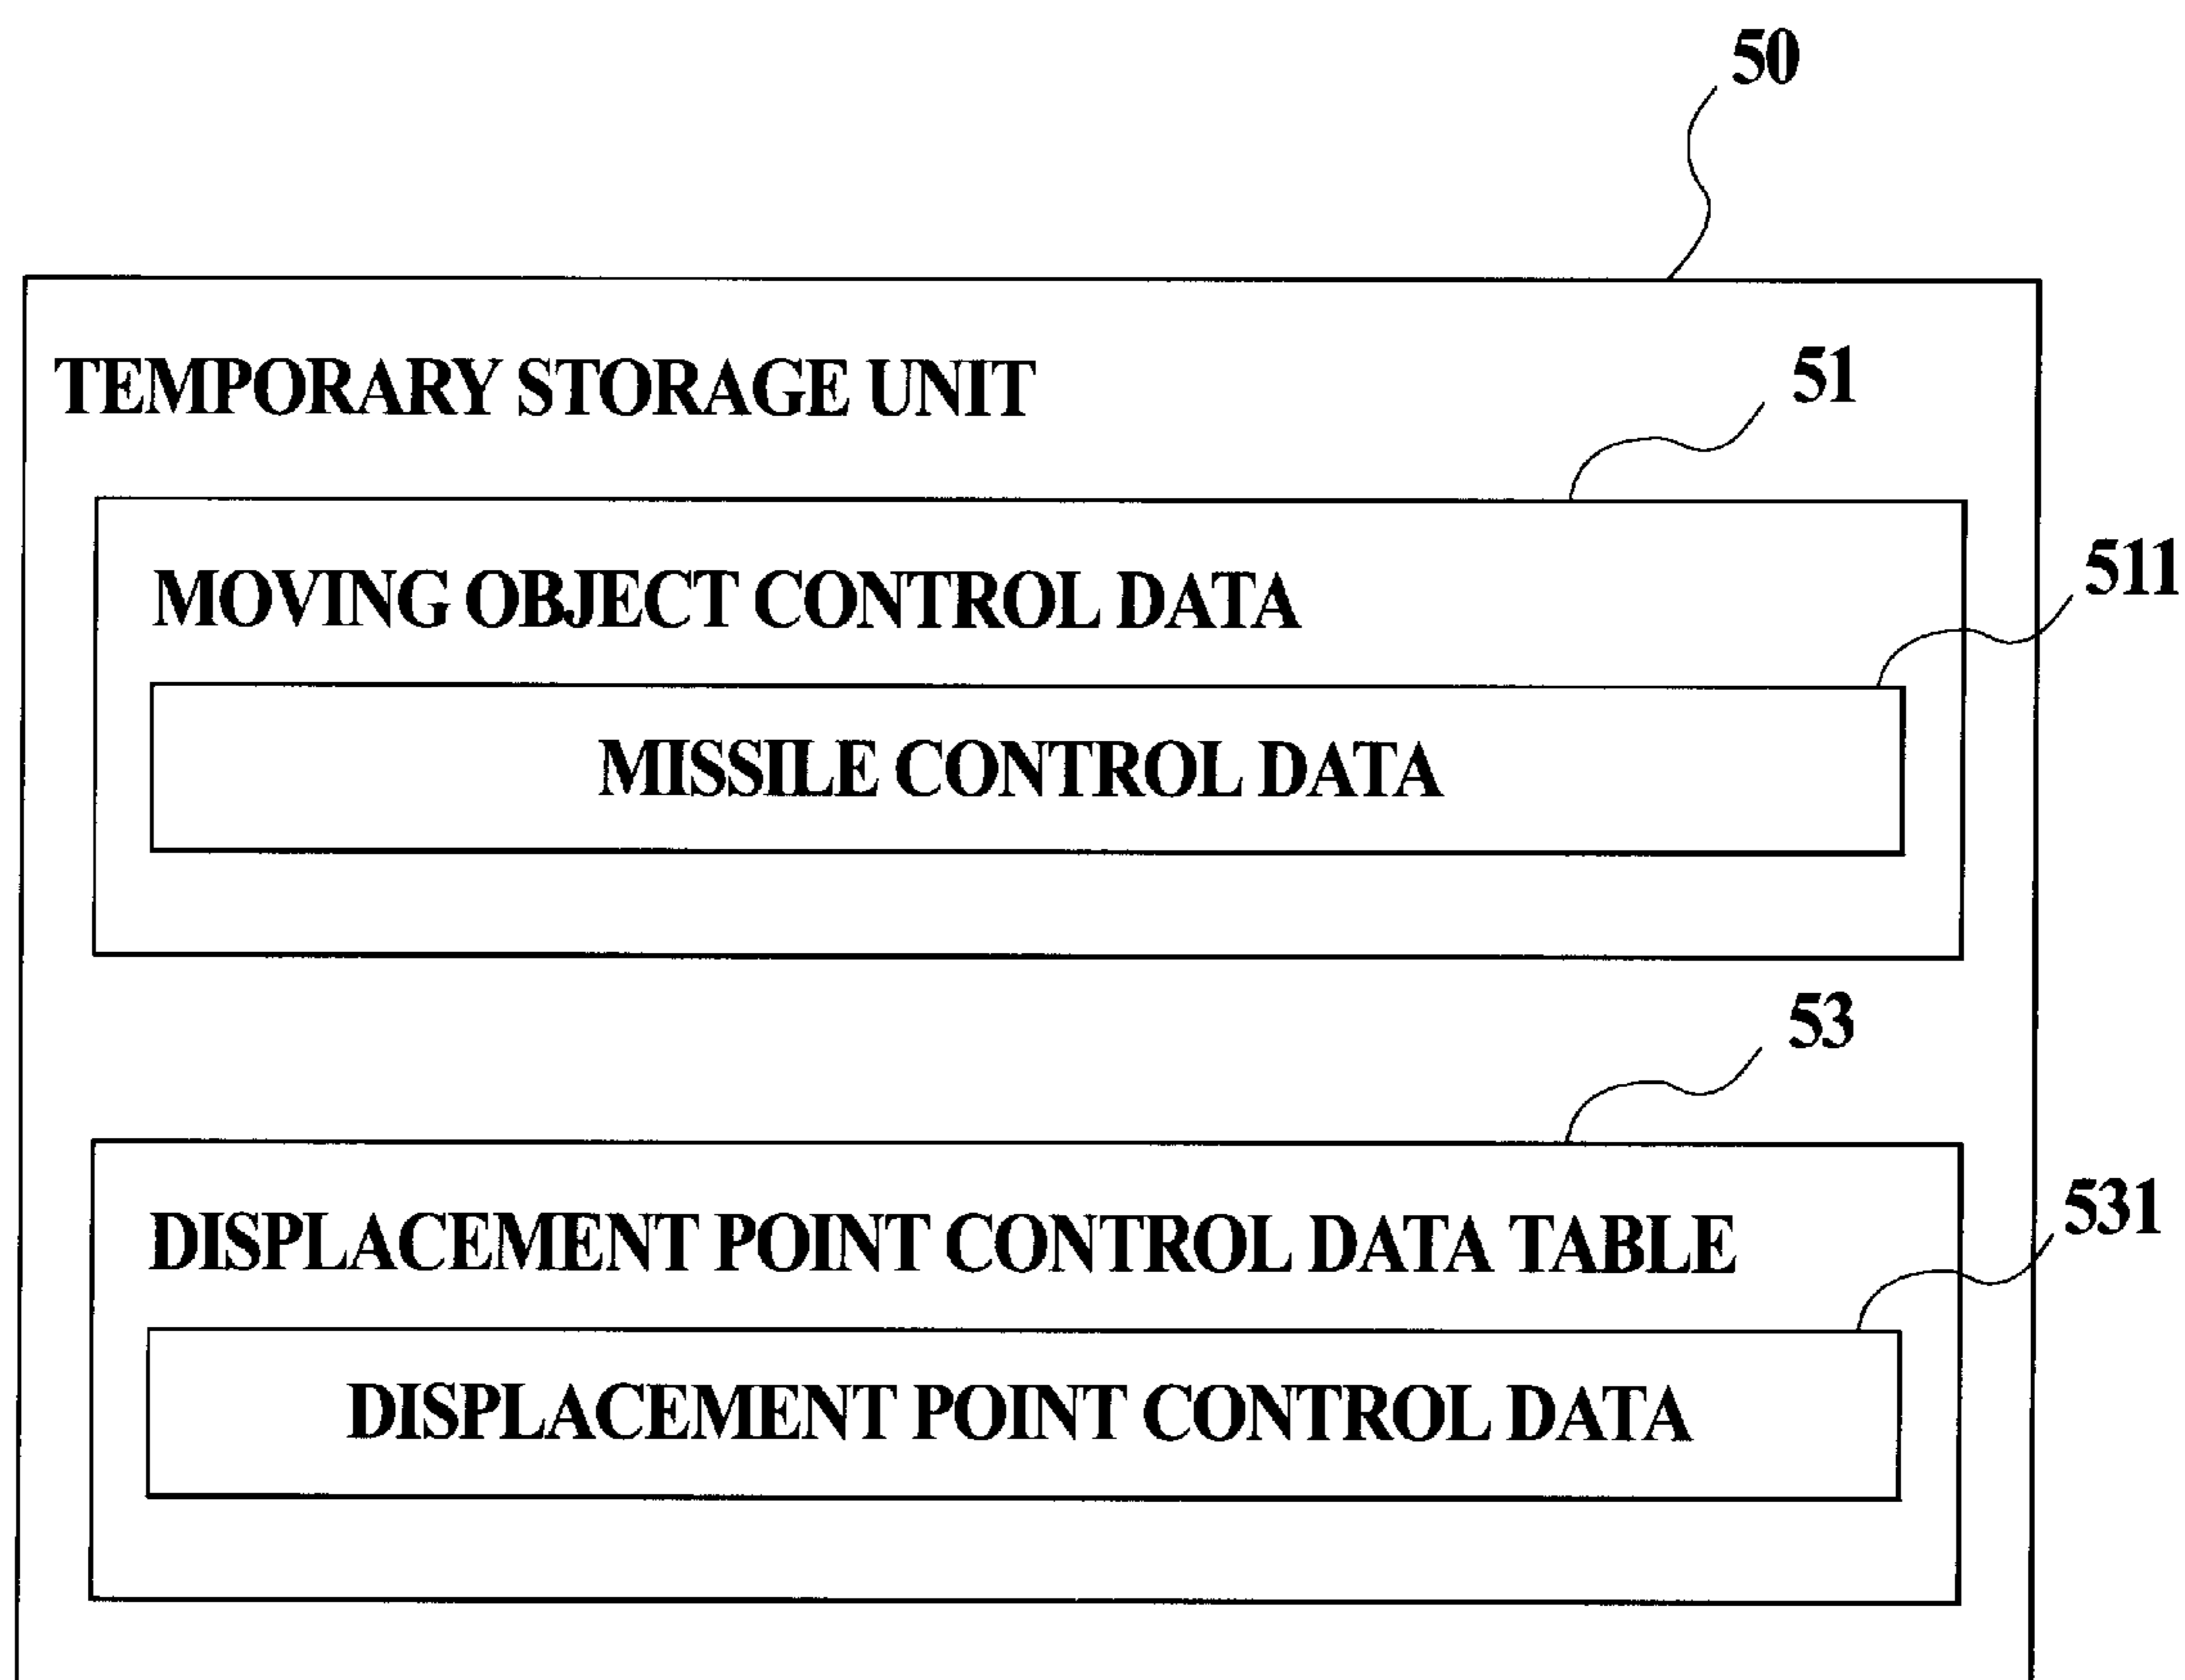 50
TEMPORARY STORAGE UNIT
51
MOVING OBJECT CONTROL DATA
511
MISSILE CONTROL DATA
53
DISPLACEMENT POINT CONTROL DATA TABLE
531
DISPLACEMENT POINT CONTROL DATA